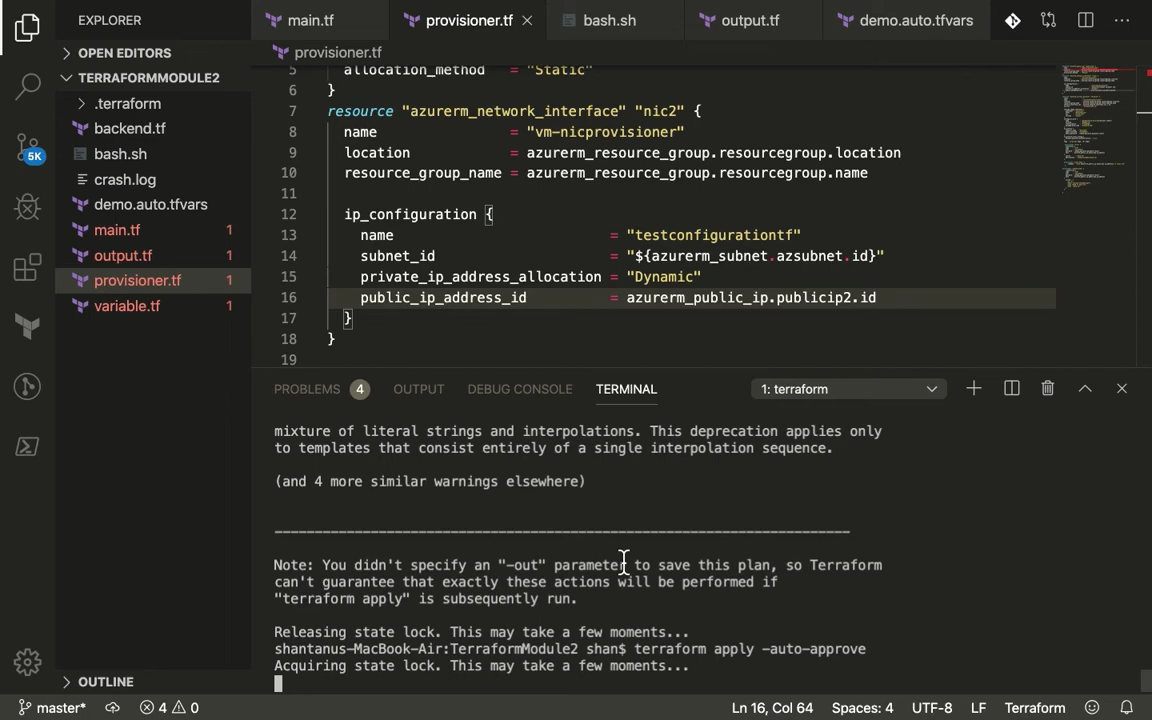 EXPLORER
main.tf
provisioner.tf
bash.sh
output.tf
demo.auto.tfvars
OPEN EDITORS
TERRAFORMMODULE2
.terraform
backend.tf
bash.sh
crash.log
demo.auto.tfvars
main.tf 1
output.tf 1
provisioner.tf 1
variable.tf 1
OUTLINE
5K
provisioner.tf
5 allocation_method = "Static"
6 }
7 resource "azurerm_network_interface" "nic2" {
8 name = "vm-nicprovisioner"
9 location = azurerm_resource_group.resourcegroup.location
10 resource_group_name = azurerm_resource_group.resourcegroup.name
11
12 ip_configuration {
13 name = "testconfigurationtf"
14 subnet_id = "${azurerm_subnet.azsubnet.id}"
15 private_ip_address_allocation = "Dynamic"
16 public_ip_address_id = azurerm_public_ip.publicip2.id
17 }
18 }
19
PROBLEMS 4 OUTPUT DEBUG CONSOLE TERMINAL 1: terraform
mixture of literal strings and interpolations. This deprecation applies only
to templates that consist entirely of a single interpolation sequence.
(and 4 more similar warnings elsewhere)
------------------------------------------------------------------------
Note: You didn't specify an "-out" parameter to save this plan, so Terraform
can't guarantee that exactly these actions will be performed if
"terraform apply" is subsequently run.
Releasing state lock. This may take a few moments...
shantanus-MacBook-Air:TerraformModule2 shan$ terraform apply -auto-approve
Acquiring state lock. This may take a few moments...
master* 4 0 Ln 16, Col 64 Spaces: 4 UTF-8 LF Terraform